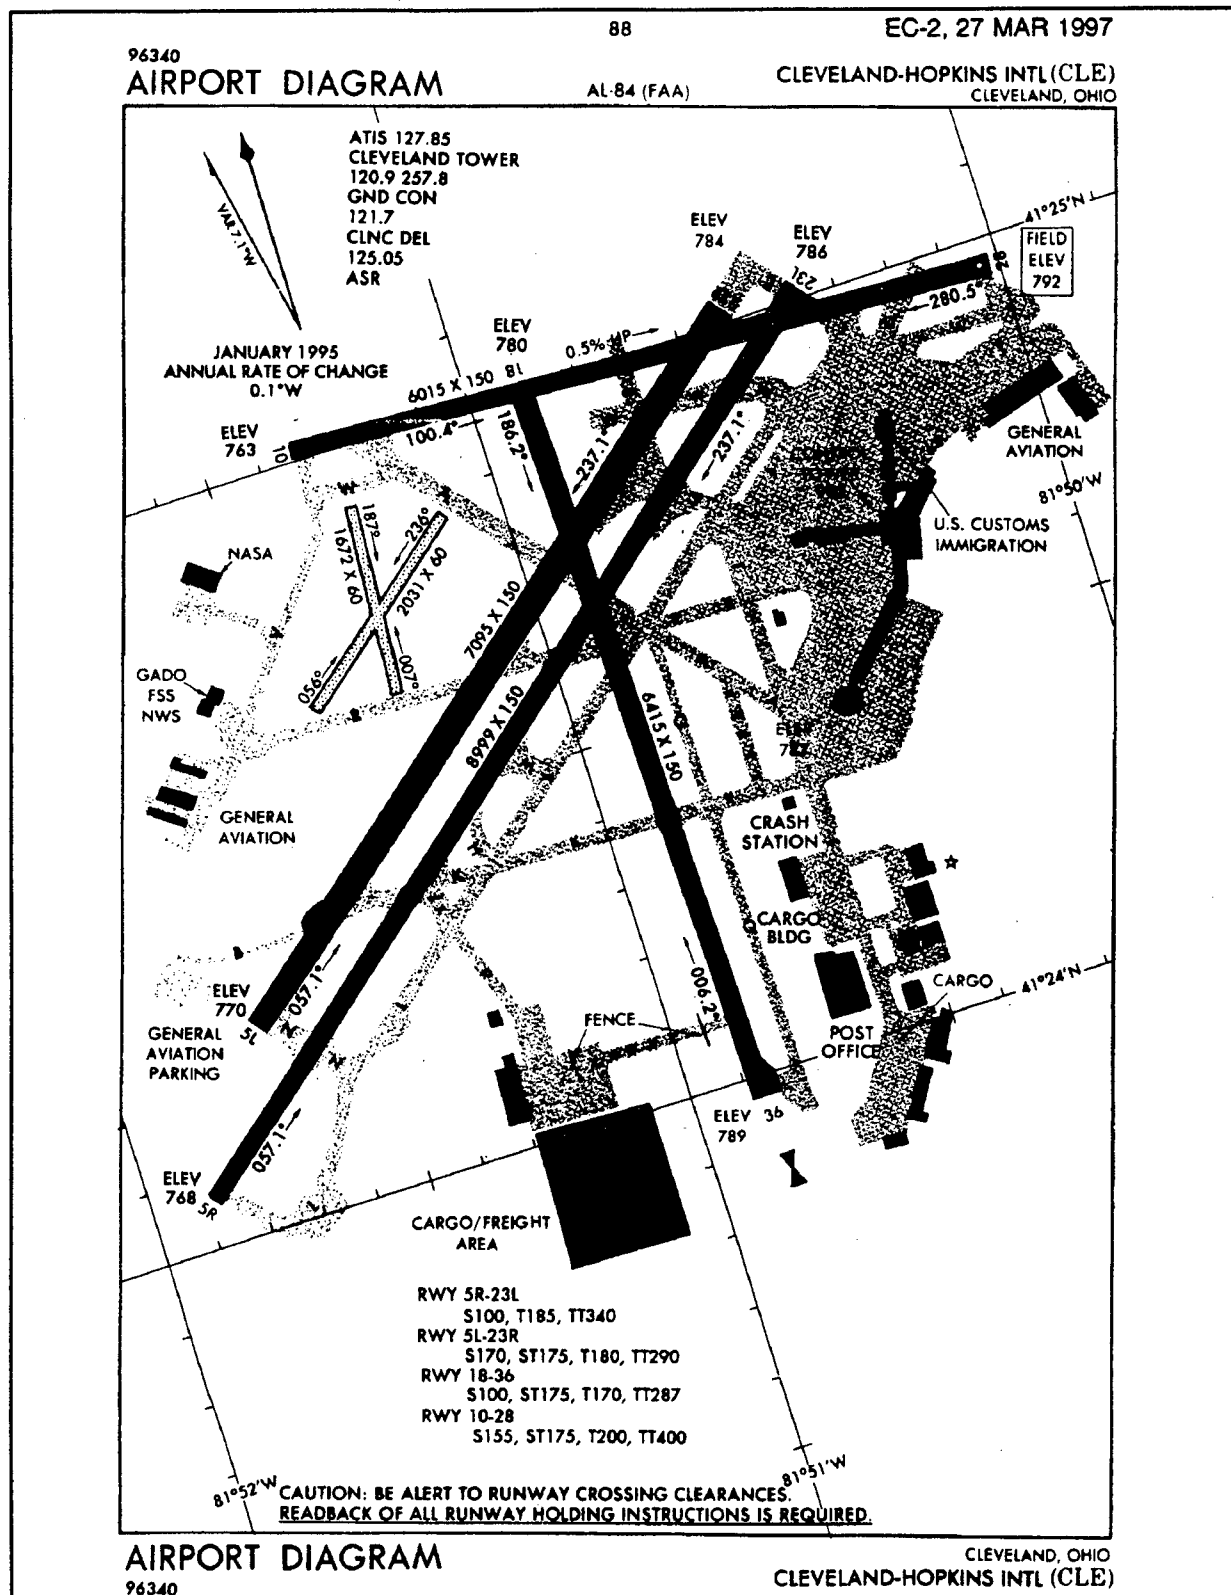 88
EC-2, 27 MAR 1997
96340
AIRPORT DIAGRAM
AL-84 (FAA)
CLEVELAND-HOPKINS INTL (CLE)
CLEVELAND, OHIO
ATIS 127.85
CLEVELAND TOWER
120.9 257.8
GND CON
121.7
CLNC DEL
125.05
ASR
VAR 7.1°W
JANUARY 1995
ANNUAL RATE OF CHANGE
0.1°W
ELEV
784
ELEV
786
41°25'N
FIELD
ELEV
792
28
23L
280.5°
ELEV
780
0.5% UP
18
6015 X 150
ELEV
763
10
100.4°
186.2°
237.1°
237.1°
GENERAL
AVIATION
81°50'W
U.S. CUSTOMS
IMMIGRATION
NASA
187°
1672 X 60
236°
2031 X 60
056°
007°
7095 X 150
8999 X 150
6415 X 150
GADO
FSS
NWS
GENERAL
AVIATION
ELEV
CRASH
STATION
CARGO
BLDG
CARGO
41°24'N
POST
OFFICE
006.2°
FENCE
ELEV
770
5L
057.1°
GENERAL
AVIATION
PARKING
057.1°
ELEV
789
36
ELEV
768
5R
CARGO/FREIGHT
AREA
RWY 5R-23L
S100, T185, TT340
RWY 5L-23R
S170, ST175, T180, TT290
RWY 18-36
S100, ST175, T170, TT287
RWY 10-28
S155, ST175, T200, TT400
81°52'W
81°51'W
CAUTION: BE ALERT TO RUNWAY CROSSING CLEARANCES.
READBACK OF ALL RUNWAY HOLDING INSTRUCTIONS IS REQUIRED.
AIRPORT DIAGRAM
96340
CLEVELAND, OHIO
CLEVELAND-HOPKINS INTL (CLE)